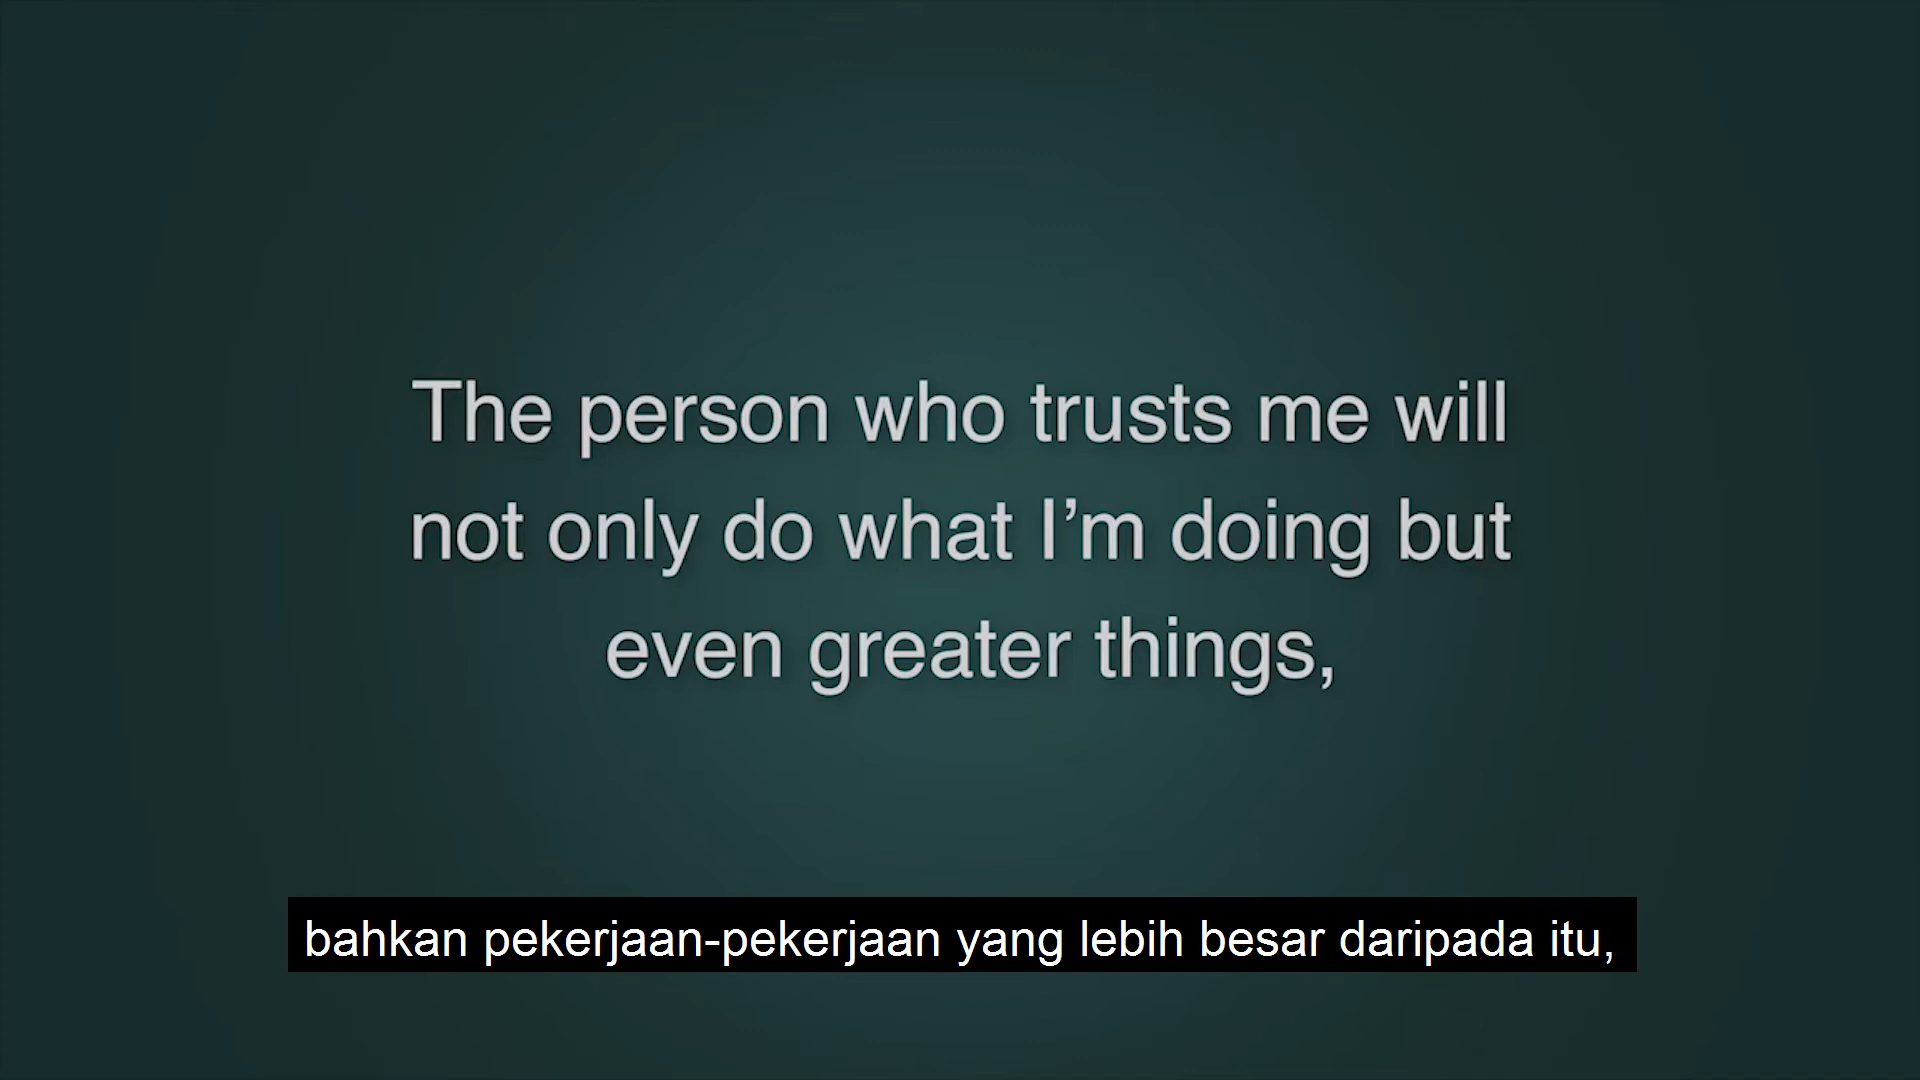 The person who trusts me will
not only do what I’m doing but
even greater things,
bahkan pekerjaan-pekerjaan yang lebih besar daripada itu,